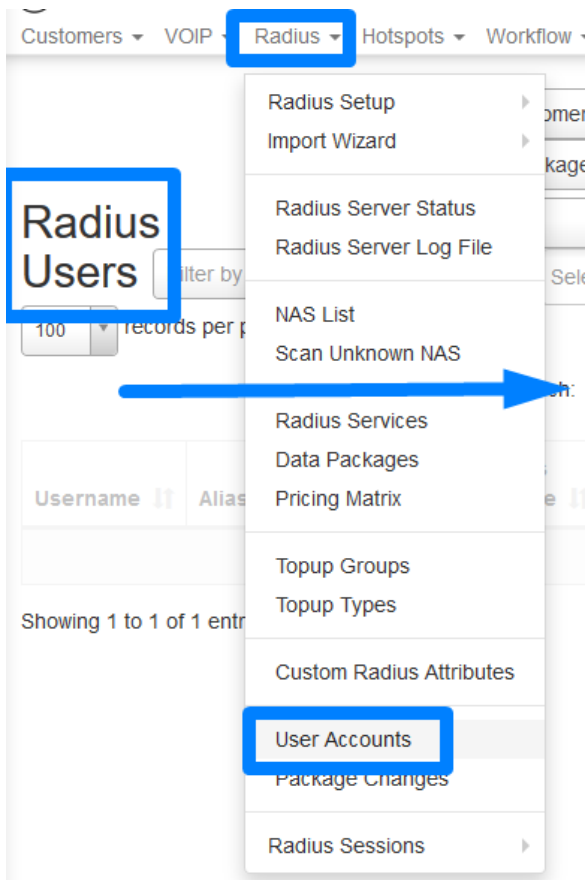 Customers VOIP Radius Hotspots Workflow
Radius Setup
Import Wizard
Radius Server Status
Radius Server Log File
Radius
Users
by
NAS List
100 records per
Scan Unknown NAS
Radius Services
Data Packages
Username Alias
Pricing Matrix
Topup Groups
Topup Types
Showing 1 to 1 of 1
Custom Radius Attributes
User Accounts
Package Changes
Radius Sessions